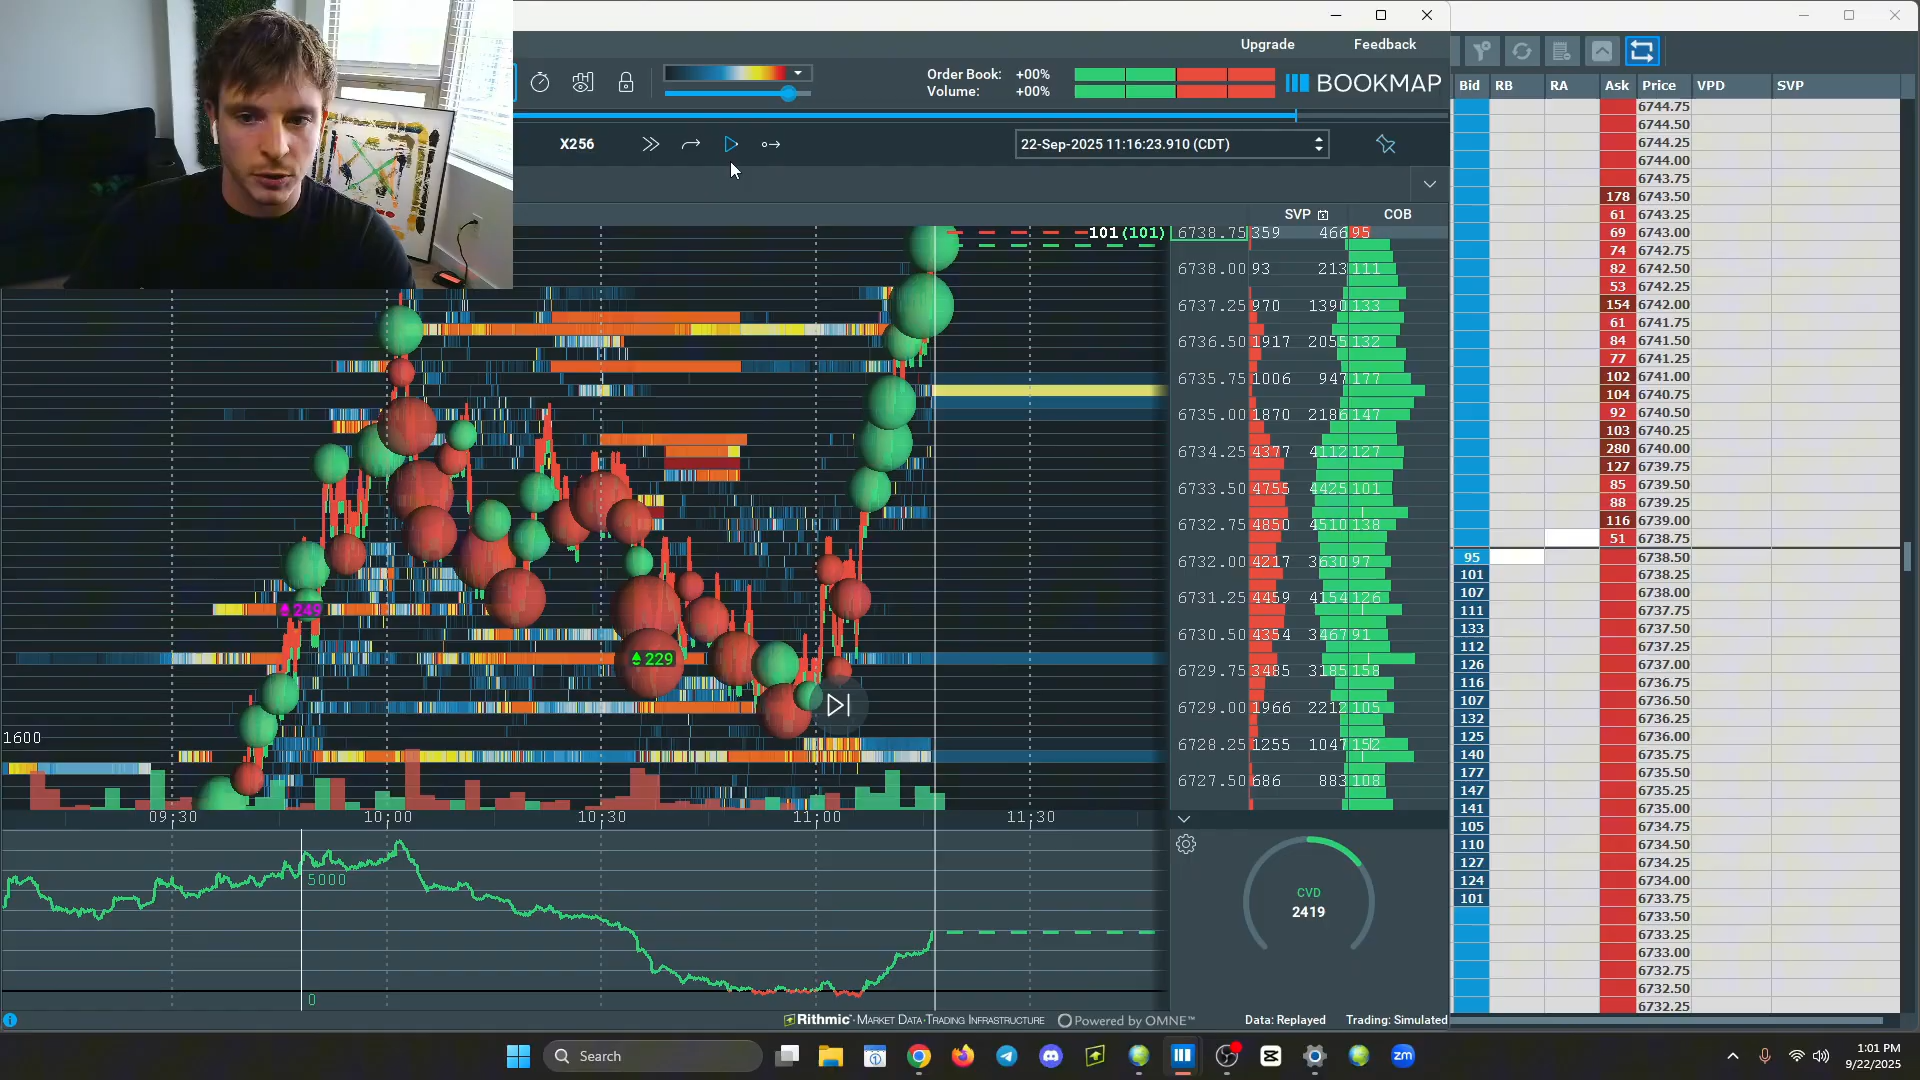 Upgrade
Feedback
Order Book: +00%
Volume: +00%
BOOKMAP
X256
22-Sep-2025 11:16:23.910 (CDT)
SVP
COB
101(101)
6738.75 359 466 95
6738.00 93 213 111
6737.25 970 1390 133
6736.50 1917 2055 132
6735.75 1006 947 177
6735.00 1870 2186 147
6734.25 4377 4112 127
6733.50 4755 4425 101
6732.75 4850 4510 138
6732.00 4217 3630 97
6731.25 4459 4154 126
6730.50 4354 3467 91
6729.75 3485 3185 158
6729.00 1966 2212 105
6728.25 1255 1047 152
6727.50 686 883 108
249
229
1600
09:30 10:00 10:30 11:00 11:30
5000
0
CVD
2419
Rithmic · MARKET DATA · TRADING INFRASTRUCTURE
Powered by OMNE™
Data: Replayed
Trading: Simulated
Bid RB RA Ask Price VPD SVP
6744.75
6744.50
6744.25
6744.00
6743.75
178 6743.50
61 6743.25
69 6743.00
74 6742.75
82 6742.50
53 6742.25
154 6742.00
61 6741.75
84 6741.50
77 6741.25
102 6741.00
104 6740.75
92 6740.50
103 6740.25
280 6740.00
127 6739.75
85 6739.50
88 6739.25
116 6739.00
51 6738.75
95 6738.50
101 6738.25
107 6738.00
111 6737.75
133 6737.50
112 6737.25
126 6737.00
116 6736.75
107 6736.50
132 6736.25
125 6736.00
140 6735.75
177 6735.50
147 6735.25
141 6735.00
105 6734.75
110 6734.50
127 6734.25
124 6734.00
101 6733.75
6733.50
6733.25
6733.00
6732.75
6732.50
6732.25
Search
zm
1:01 PM
9/22/2025